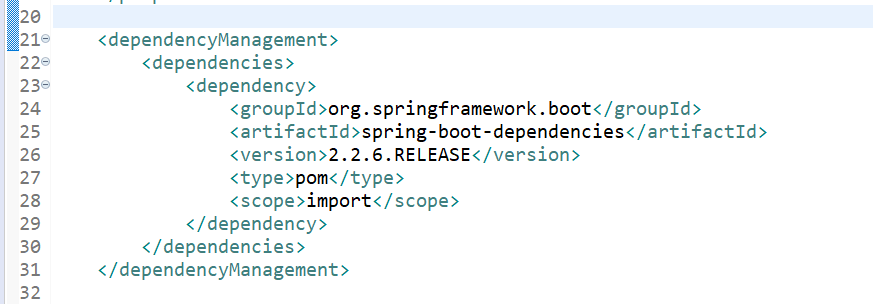 20
21 <dependencyManagement>
22 <dependencies>
23 <dependency>
24 <groupId>org.springframework.boot</groupId>
25 <artifactId>spring-boot-dependencies</artifactId>
26 <version>2.2.6.RELEASE</version>
27 <type>pom</type>
28 <scope>import</scope>
29 </dependency>
30 </dependencies>
31 </dependencyManagement>
32